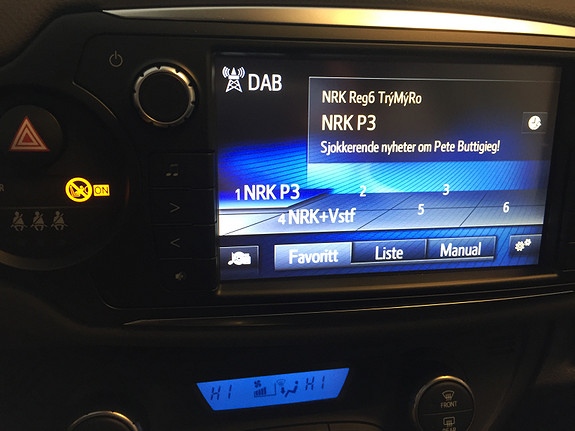 DAB
NRK Reg6 TrýMýRo
NRK P3
Sjokkerende nyheter om Pete Buttigieg!
1 NRK P3 2 3
4 NRK+Vstf 5 6
Favoritt Liste Manual
ON
HI HI
FRONT
REAR